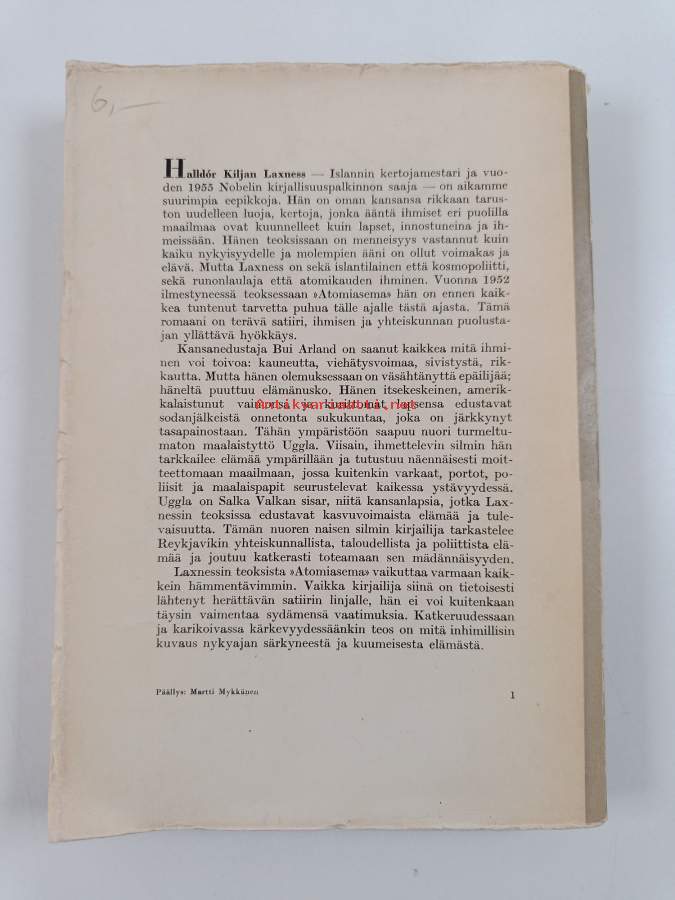 6,—
Halldór Kiljan Laxness — Islannin kertojamestari ja vuo-
den 1955 Nobelin kirjallisuuspalkinnon saaja — on aikamme
suurimpia eepikkoja. Hän on oman kansansa rikkaan tarus-
ton uudelleen luoja, kertoja, jonka ääntä ihmiset eri puolilla
maailmaa ovat kuunnelleet kuin lapset, innostuneina ja ih-
meissään. Hänen teoksissaan on menneisyys vastannut kuin
kaiku nykyisyydelle ja molempien ääni on ollut voimakas ja
elävä. Mutta Laxness on sekä islantilainen että kosmopoliitti,
sekä runonlaulaja että atomikauden ihminen. Vuonna 1952
ilmestyneessä teoksessaan »Atomiasema» hän on ennen kaik-
kea tuntenut tarvetta puhua tälle ajalle tästä ajasta. Tämä
romaani on terävä satiiri, ihmisen ja yhteiskunnan puolusta-
jan yllättävä hyökkäys.
Kansanedustaja Bui Arland on saanut kaikkea mitä ihmi-
nen voi toivoa: kauneutta, viehätysvoimaa, sivistystä, rik-
kautta. Mutta hänen olemuksessaan on väsähtänyttä epäilijää;
häneltä puuttuu elämänusko. Hänen itsekeskeinen, amerik-
kalaistunut vaimonsa ja kurittomat lapsensa edustavat
antikvariaatti.net
sodanjälkeistä onnetonta sukukuntaa, joka on järkkynyt
tasapainostaan. Tähän ympäristöön saapuu nuori turmeltu-
maton maalaistyttö Uggla. Viisain, ihmettelevin silmin hän
tarkkailee elämää ympärillään ja tutustuu näennäisesti moit-
teettomaan maailmaan, jossa kuitenkin varkaat, portot, po-
liisit ja maalaispapit seurustelevat kaikessa ystävyydessä.
Uggla on Salka Valkan sisar, niitä kansanlapsia, jotka Lax-
nessin teoksissa edustavat kasvuvoimaista elämää ja tule-
vaisuutta. Tämän nuoren naisen silmin kirjailija tarkastelee
Reykjavikin yhteiskunnallista, taloudellista ja poliittista elä-
mää ja joutuu katkerasti toteamaan sen mädännäisyyden.
Laxnessin teoksista »Atomiasema» vaikuttaa varmaan kaik-
kein hämmentävimmin. Vaikka kirjailija siinä on tietoisesti
lähtenyt herättävän satiirin linjalle, hän ei voi kuitenkaan
täysin vaimentaa sydämensä vaatimuksia. Katkeruudessaan
ja karikoivassa kärkevyydessäänkin teos on mitä inhimillisin
kuvaus nykyajan särkyneestä ja kuumeisesta elämästä.
Päällys: Martti Mykkänen
1